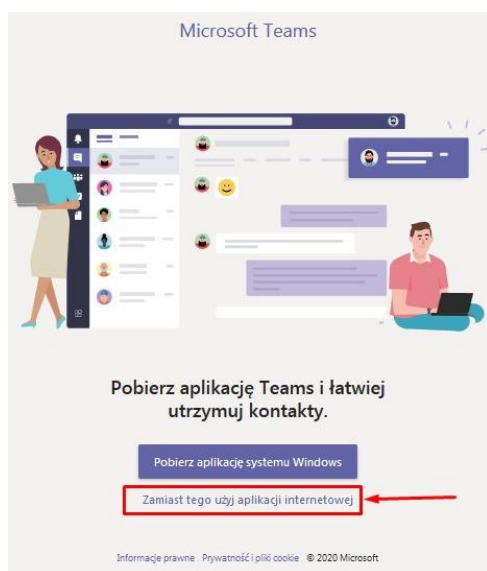 Microsoft Teams
Pobierz aplikację Teams i łatwiej
utrzymuj kontakty.
Pobierz aplikację systemu Windows
Zamiast tego użyj aplikacji internetowej
Informacje prawne Prywatność i pliki cookie © 2020 Microsoft